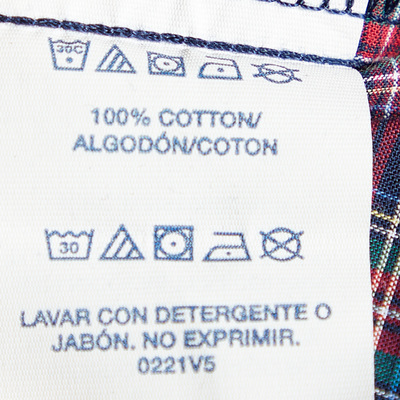 30C
100% COTTON/
ALGODÓN/COTON
30
LAVAR CON DETERGENTE O
JABÓN. NO EXPRIMIR.
0221V5